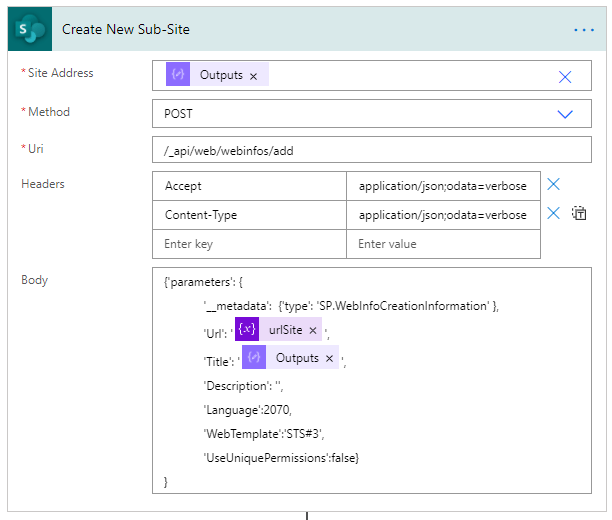 Create New Sub-Site ...
* Site Address Outputs ×
* Method POST
* Uri /_api/web/webinfos/add
Headers Accept application/json;odata=verbose
Content-Type application/json;odata=verbose
Enter key Enter value
Body
{'parameters': {
'__metadata': {'type': 'SP.WebInfoCreationInformation' },
'Url': ' {x} urlSite × ',
'Title': ' Outputs × ',
'Description': '',
'Language':2070,
'WebTemplate':'STS#3',
'UseUniquePermissions':false}
}